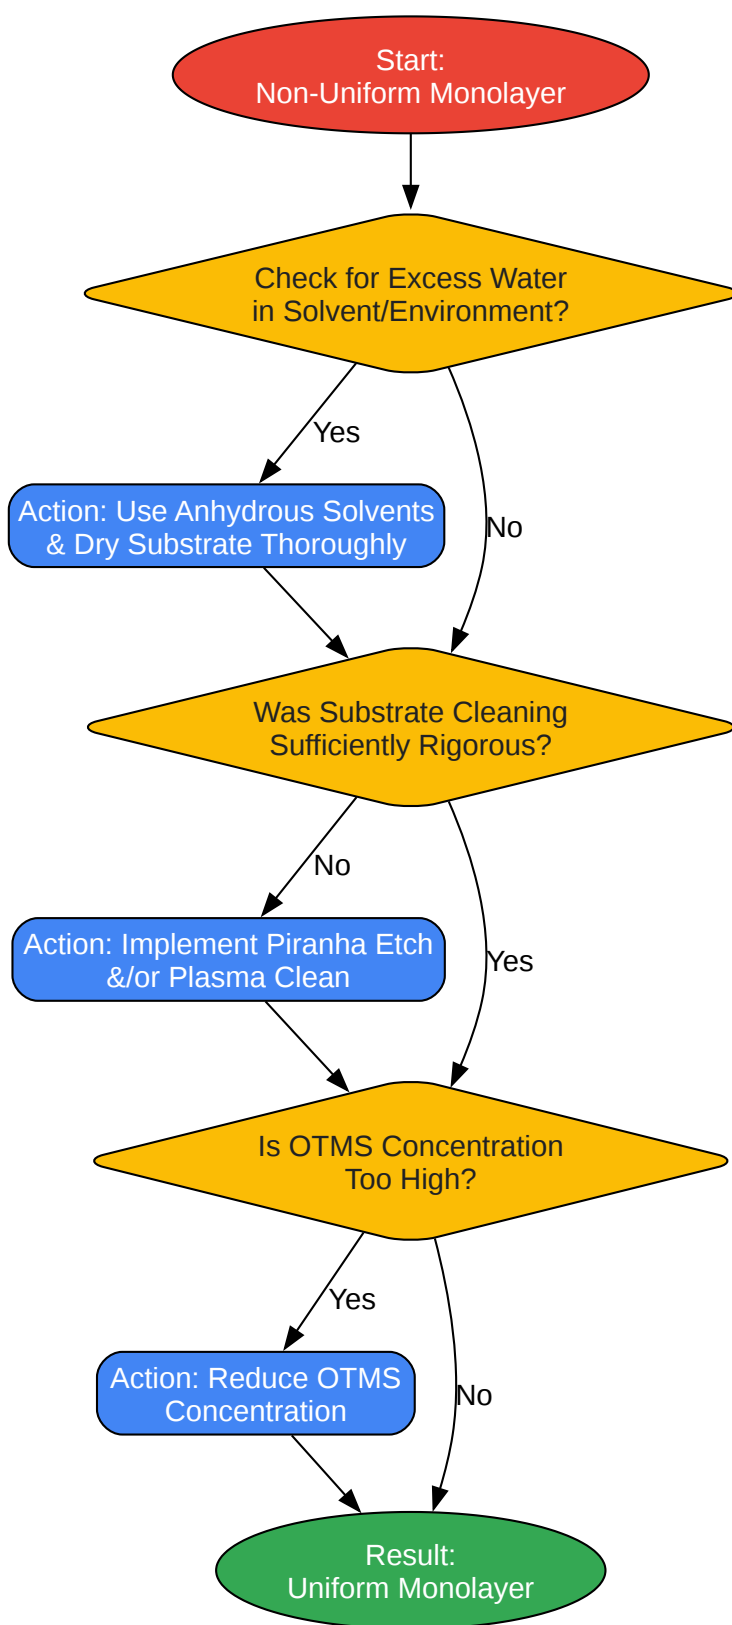 Start:
Non-Uniform Monolayer
Check for Excess Water
in Solvent/Environment?
Yes
Action: Use Anhydrous Solvents
& Dry Substrate Thoroughly
No
Was Substrate Cleaning
Sufficiently Rigorous?
No
Action: Implement Piranha Etch
&/or Plasma Clean
Yes
Is OTMS Concentration
Too High?
Yes
Action: Reduce OTMS
Concentration
No
Result:
Uniform Monolayer